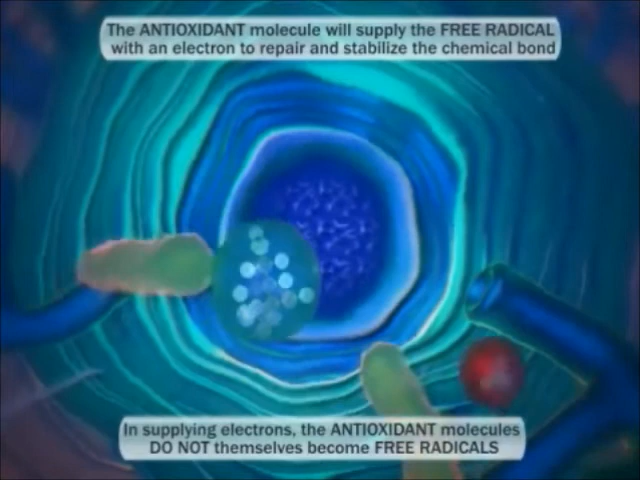 The ANTIOXIDANT molecule will supply the FREE RADICAL
with an electron to repair and stabilize the chemical bond
In supplying electrons, the ANTIOXIDANT molecules
DO NOT themselves become FREE RADICALS